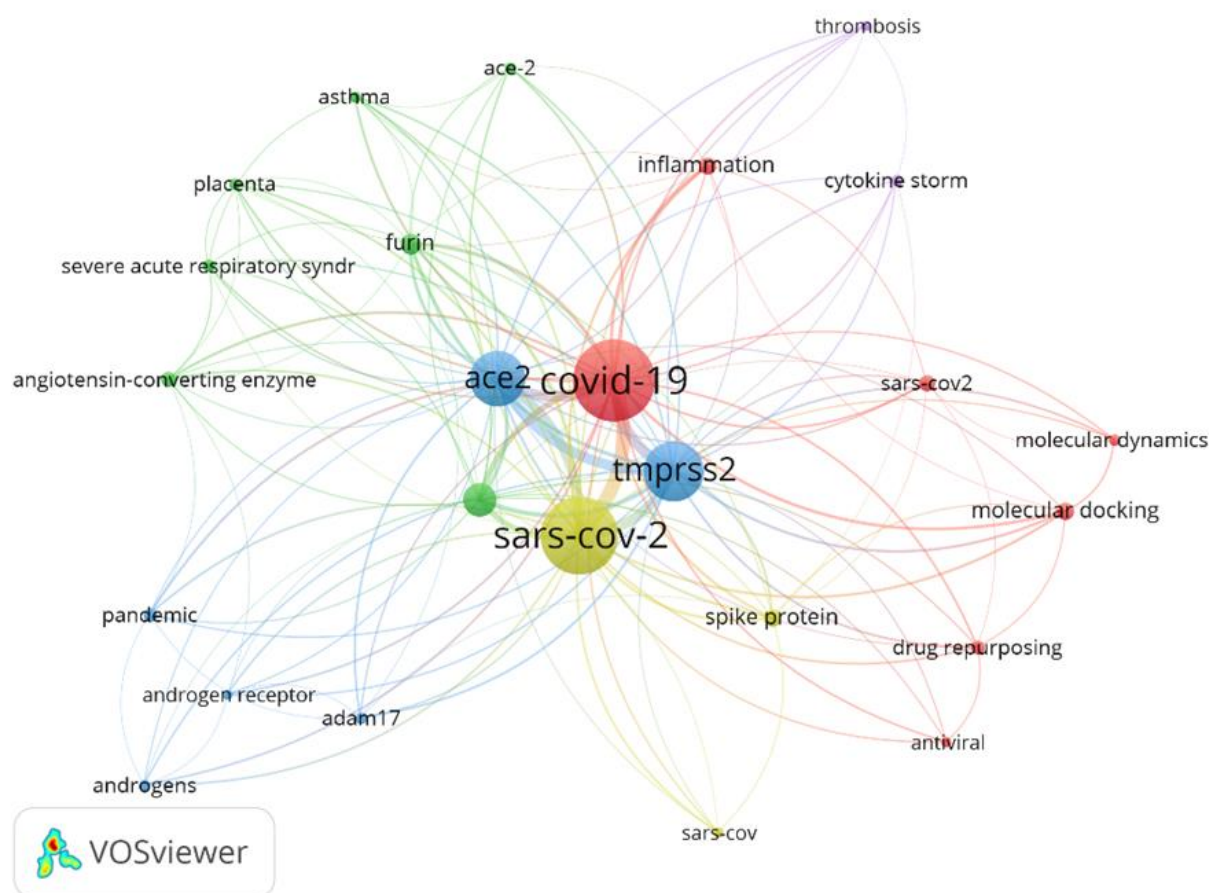 thrombosis
ace-2
asthma
inflammation
cytokine storm
placenta
furin
severe acute respiratory syndr
angiotensin-converting enzyme
ace2
covid-19
sars-cov2
molecular dynamics
tmprss2
molecular docking
sars-cov-2
pandemic
spike protein
drug repurposing
androgen receptor
adam17
antiviral
androgens
sars-cov
VOSviewer